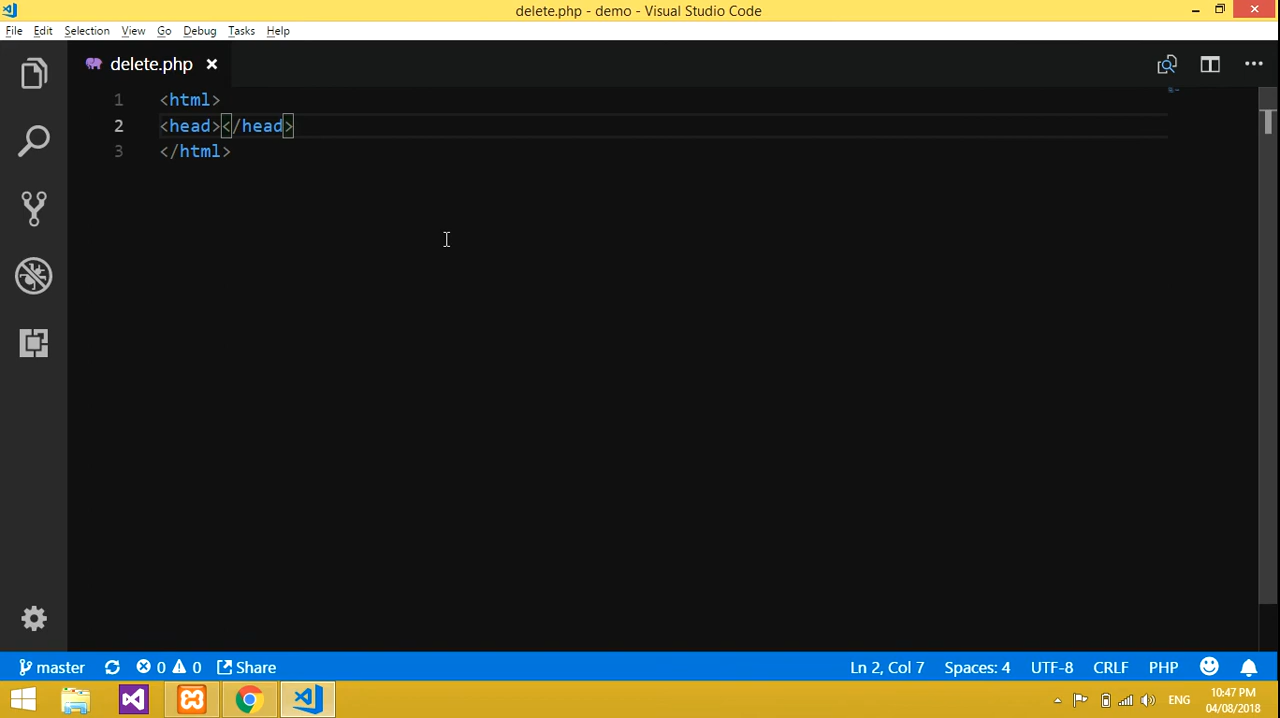 delete.php - demo - Visual Studio Code
File Edit Selection View Go Debug Tasks Help
delete.php
1 <html>
2 <head></head>
3 </html>
master 0 0 Share Ln 2, Col 7 Spaces: 4 UTF-8 CRLF PHP
ENG 10:47 PM
04/08/2018